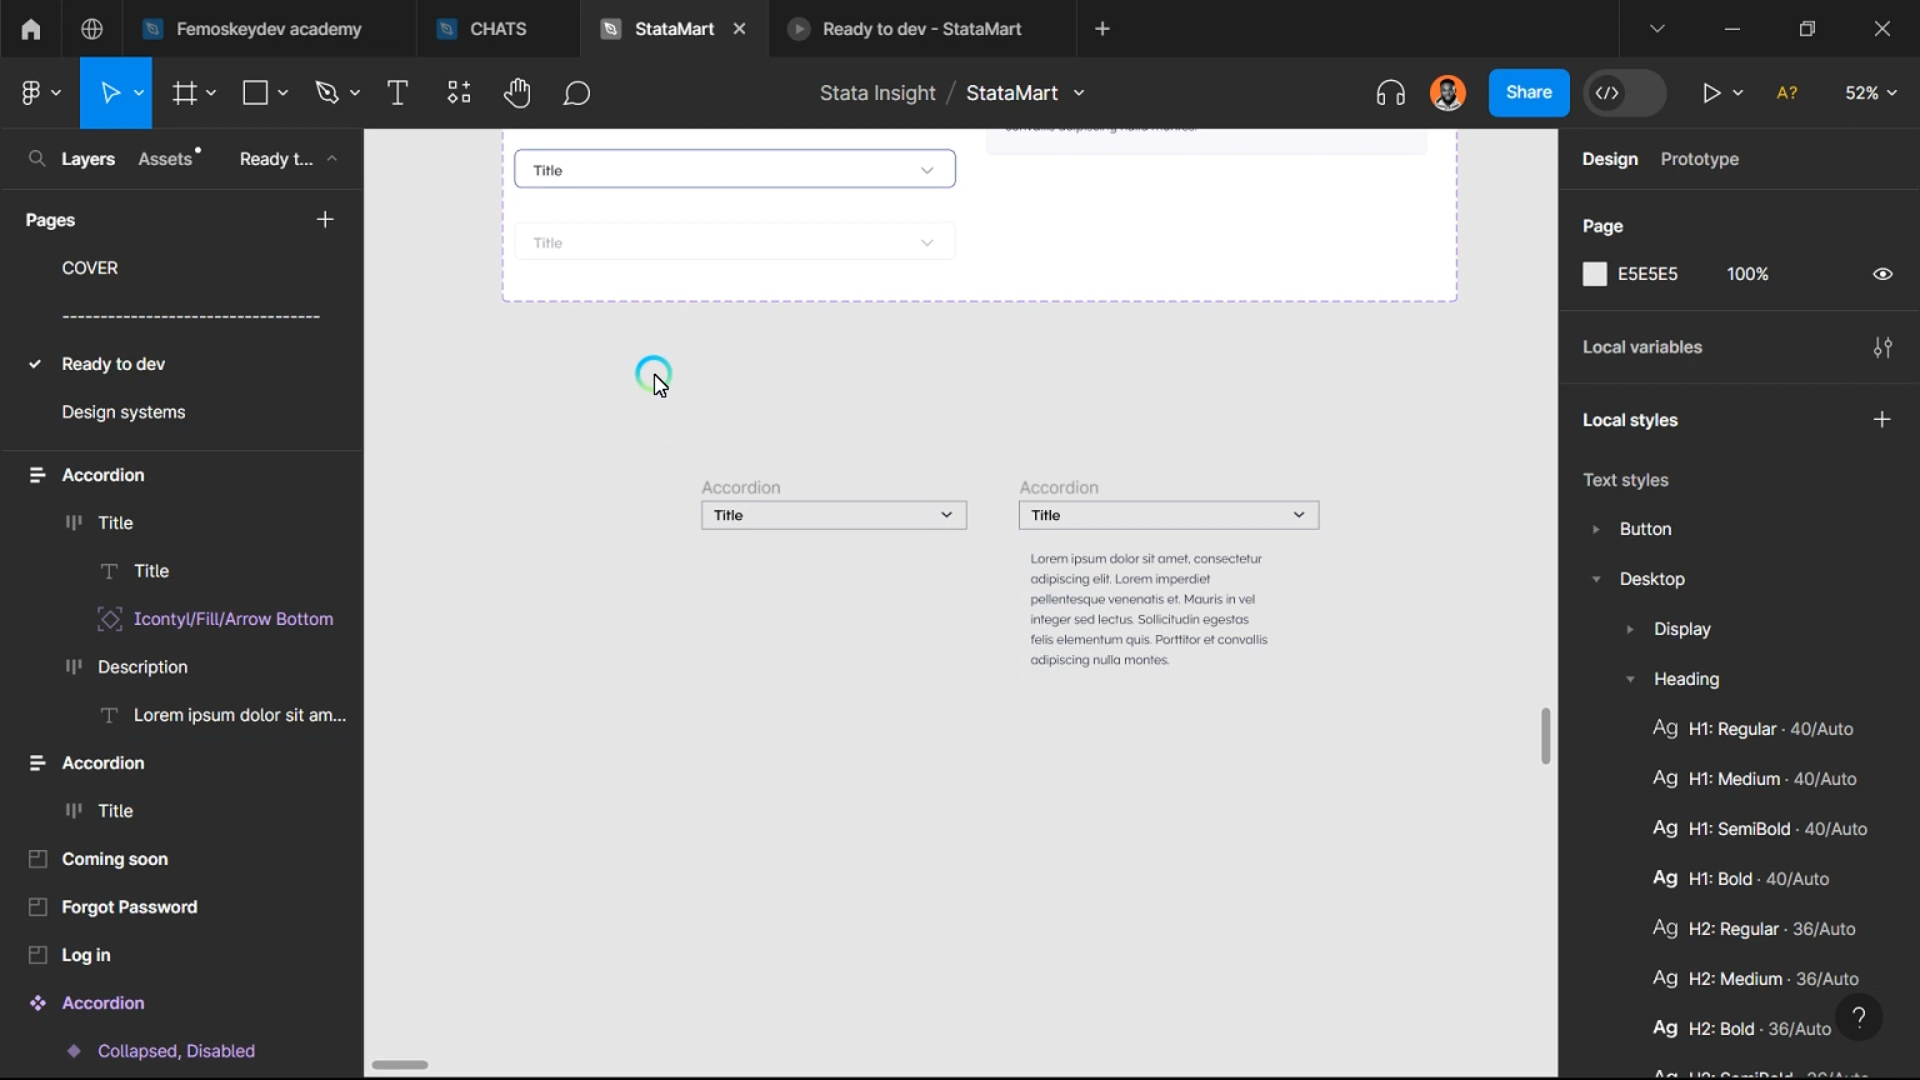 Femoskeydev academy
CHATS
StataMart
Ready to dev - StataMart
Stata Insight / StataMart
Share
A?
52%
Layers
Assets
Ready t...
Pages
COVER
---------------------------------
Ready to dev
Design systems
Accordion
Title
Title
Icontyl/Fill/Arrow Bottom
Description
Lorem ipsum dolor sit am...
Accordion
Title
Coming soon
Forgot Password
Log in
Accordion
Collapsed, Disabled
Title
Title
Accordion
Title
Accordion
Title
Lorem ipsum dolor sit amet, consectetur
adipiscing elit. Lorem imperdiet
pellentesque venenatis et. Mauris in vel
integer sed lectus. Sollicitudin egestas
felis elementum quis. Porttitor et convallis
adipiscing nulla montes.
Design
Prototype
Page
E5E5E5
100%
Local variables
Local styles
Text styles
Button
Desktop
Display
Heading
Ag H1: Regular · 40/Auto
Ag H1: Medium · 40/Auto
Ag H1: SemiBold · 40/Auto
Ag H1: Bold · 40/Auto
Ag H2: Regular · 36/Auto
Ag H2: Medium · 36/Auto
Ag H2: Bold · 36/Auto
?